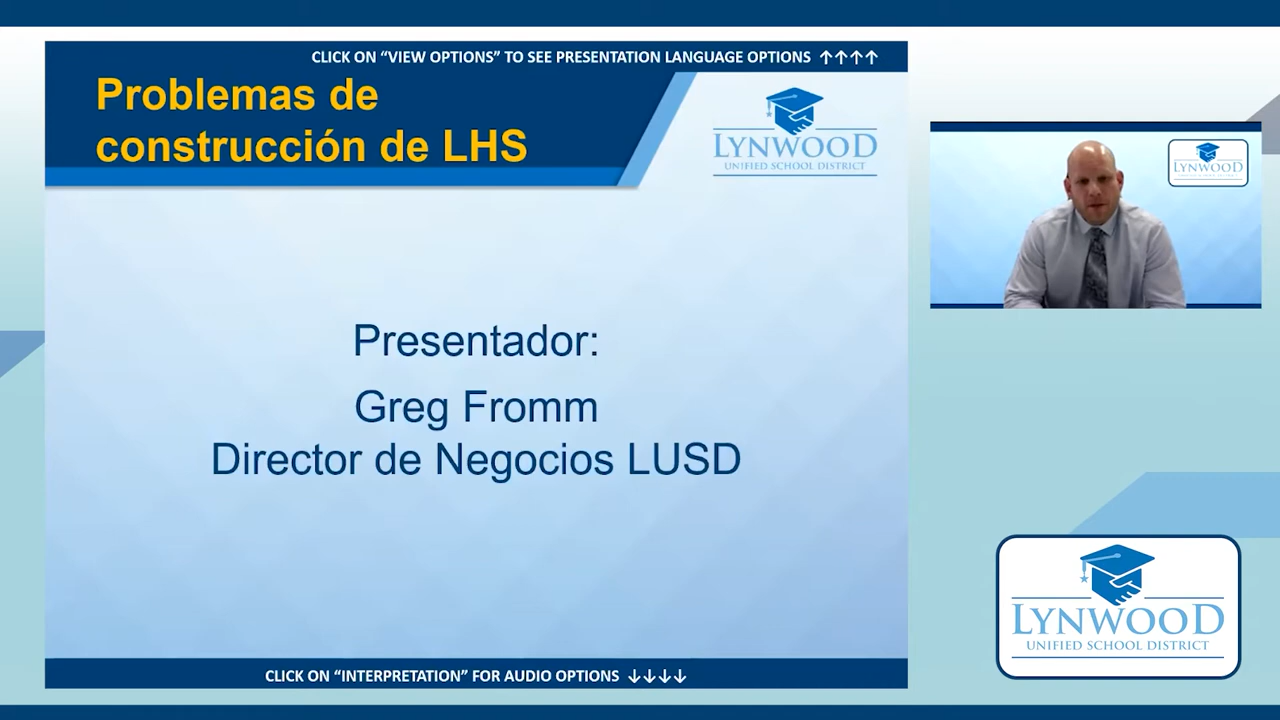 CLICK ON “VIEW OPTIONS” TO SEE PRESENTATION LANGUAGE OPTIONS ↑↑↑↑
Problemas de
construcción de LHS
LYNWOOD
UNIFIED SCHOOL DISTRICT
Presentador:
Greg Fromm
Director de Negocios LUSD
CLICK ON “INTERPRETATION” FOR AUDIO OPTIONS ↓↓↓↓
LYNWOOD
LYNWOOD
UNIFIED SCHOOL DISTRICT